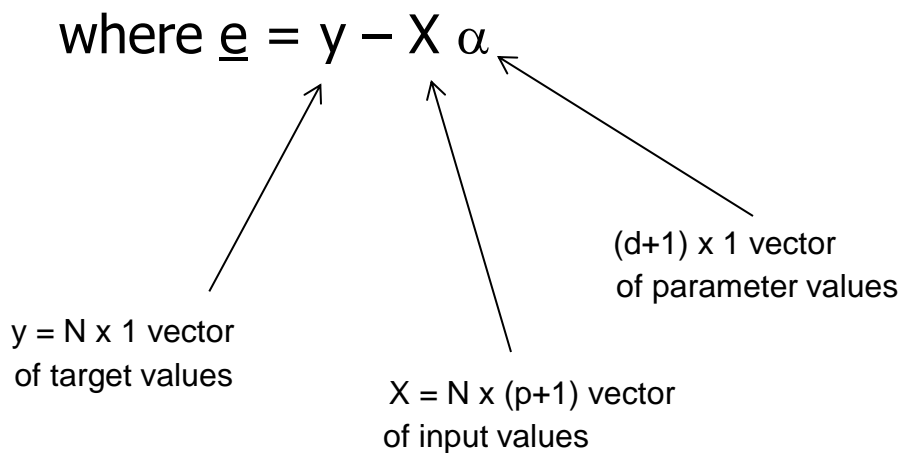 where e = y – X α
(d+1) x 1 vector
of parameter values
y = N x 1 vector
of target values
X = N x (p+1) vector
of input values